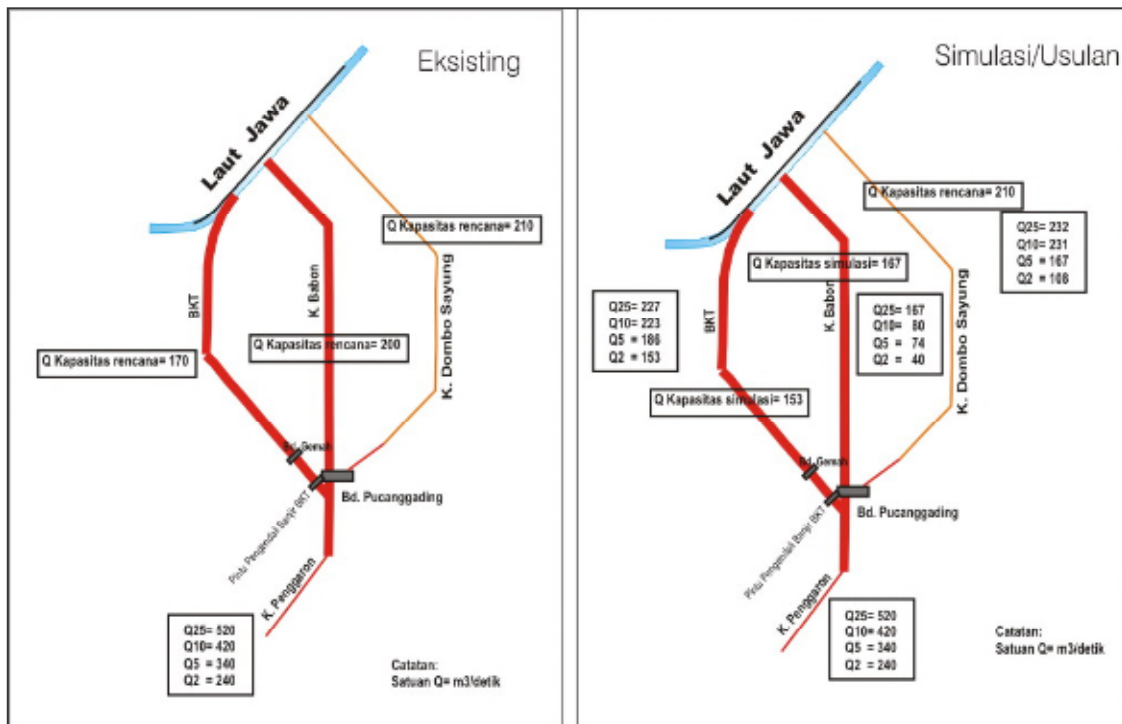 Eksisting
Laut Jawa
Q Kapasitas rencana= 210
BKT
K. Babon
Q Kapasitas rencana= 200
Q Kapasitas rencana= 170
K. Dombo Sayung
Bd. Gemah
Bd. Pucanggading
Pintu Pengendali Banjir BKT
K. Penggaron
Q25= 520
Q10= 420
Q5 = 340
Q2 = 240
Catatan:
Satuan Q= m3/detik
Simulasi/Usulan
Laut Jawa
Q Kapasitas rencana= 210
Q25= 232
Q10= 231
Q5 = 167
Q2 = 108
Q Kapasitas simulasi= 167
BKT
K. Babon
Q25= 227
Q10= 223
Q5 = 186
Q2 = 153
Q25= 167
Q10= 80
Q5 = 74
Q2 = 40
K. Dombo Sayung
Q Kapasitas simulasi= 153
Bd. Gemah
Bd. Pucanggading
Pintu Pengendali Banjir BKT
K. Penggaron
Q25= 520
Q10= 420
Q5 = 340
Q2 = 240
Catatan:
Satuan Q= m3/detik